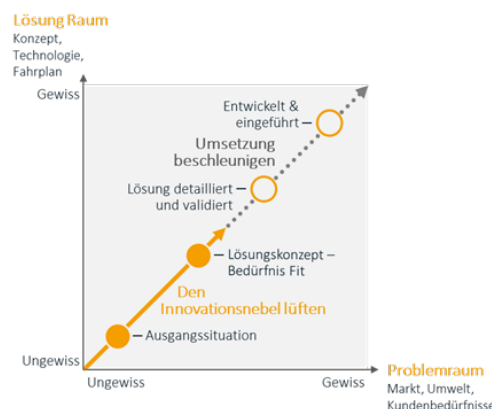 Lösung Raum
Konzept,
Technologie,
Fahrplan
Gewiss
Entwickelt &
eingeführt
Umsetzung
beschleunigen
Lösung detailliert
und validiert
Lösungskonzept –
Bedürfnis Fit
Den
Innovationsnebel lüften
Ausgangssituation
Ungewiss
Ungewiss
Gewiss
Problemraum
Markt, Umwelt,
Kundenbedürfnisse